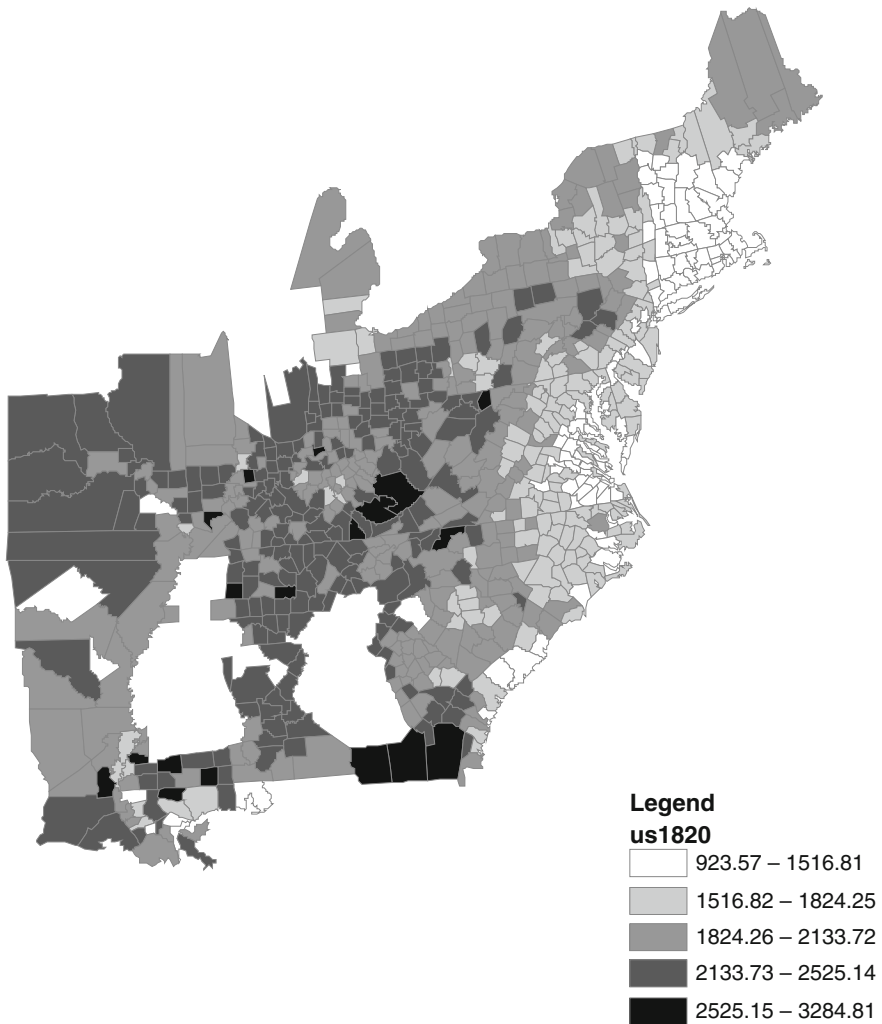 Legend
us1820
923.57 – 1516.81
1516.82 – 1824.25
1824.26 – 2133.72
2133.73 – 2525.14
2525.15 – 3284.81